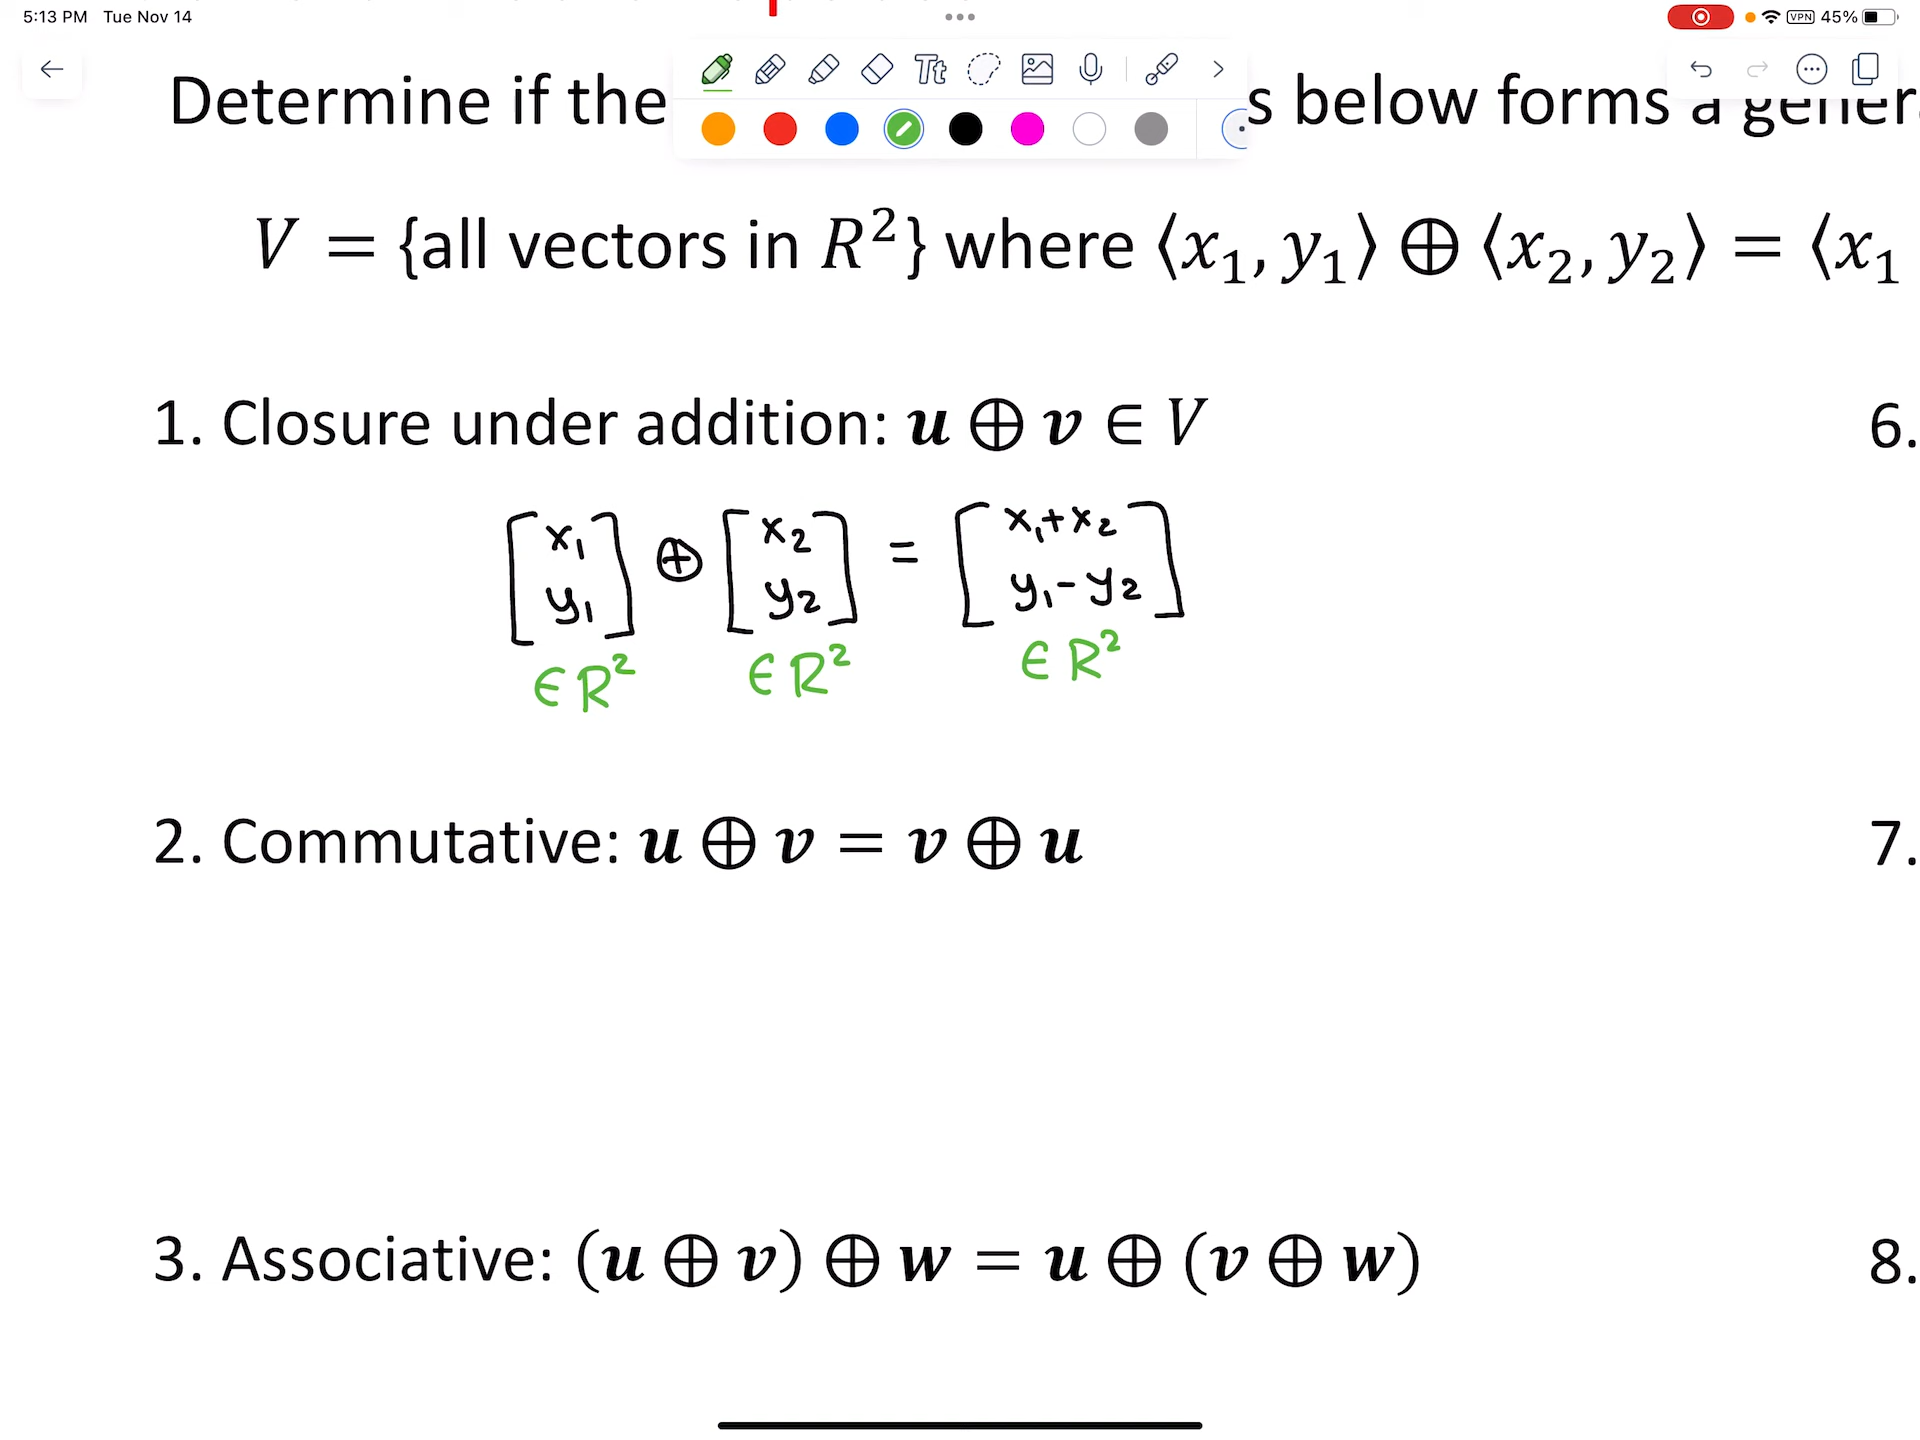 5:13 PM Tue Nov 14
VPN 45%
Tt
Determine if the s below forms a gener
V = {all vectors in R²} where ⟨x₁, y₁⟩ ⊕ ⟨x₂, y₂⟩ = ⟨x₁
1. Closure under addition: u ⊕ v ∈ V
6.
[x₁ y₁] ⊕ [x₂ y₂] = [x₁+x₂ y₁-y₂]
∈ R² ∈ R² ∈ R²
2. Commutative: u ⊕ v = v ⊕ u
7.
3. Associative: (u ⊕ v) ⊕ w = u ⊕ (v ⊕ w)
8.